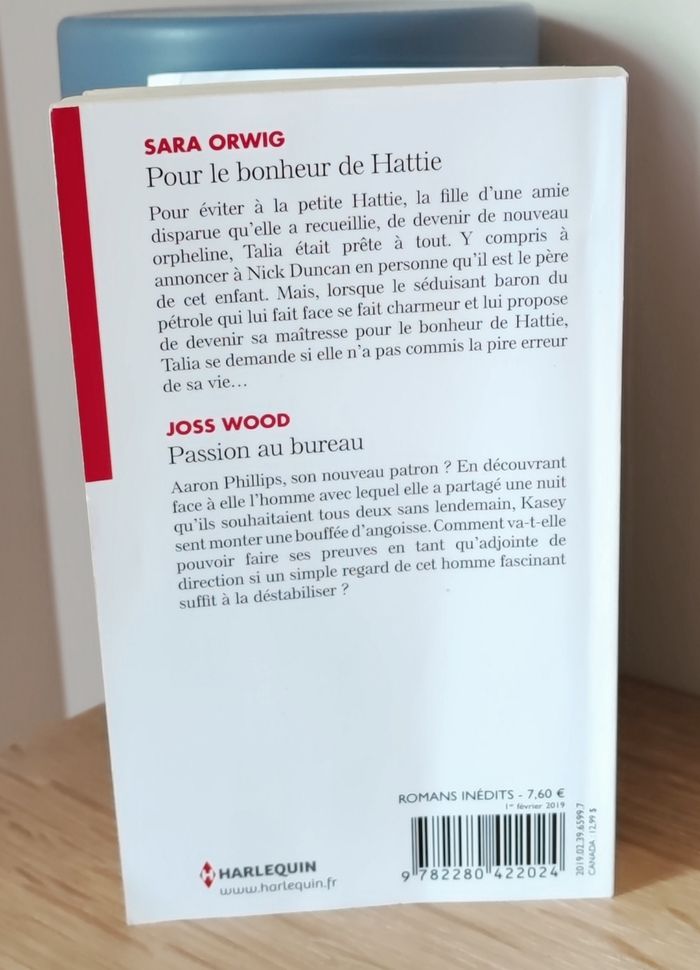 SARA ORWIG
Pour le bonheur de Hattie
Pour éviter à la petite Hattie, la fille d'une amie
disparue qu'elle a recueillie, de devenir de nouveau
orpheline, Talia était prête à tout. Y compris à
annoncer à Nick Duncan en personne qu'il est le père
de cet enfant. Mais, lorsque le séduisant baron du
pétrole qui lui fait face se fait charmeur et lui propose
de devenir sa maîtresse pour le bonheur de Hattie,
Talia se demande si elle n'a pas commis la pire erreur
de sa vie…
JOSS WOOD
Passion au bureau
Aaron Phillips, son nouveau patron ? En découvrant
face à elle l'homme avec lequel elle a partagé une nuit
qu'ils souhaitaient tous deux sans lendemain, Kasey
sent monter une bouffée d'angoisse. Comment va-t-elle
pouvoir faire ses preuves en tant qu'adjointe de
direction si un simple regard de cet homme fascinant
suffit à la déstabiliser ?
ROMANS INÉDITS - 7,60 €
1er février 2019
9 782280 422024
2019.02.39.6599.7
CANADA : 12,99 $
HARLEQUIN
www.harlequin.fr